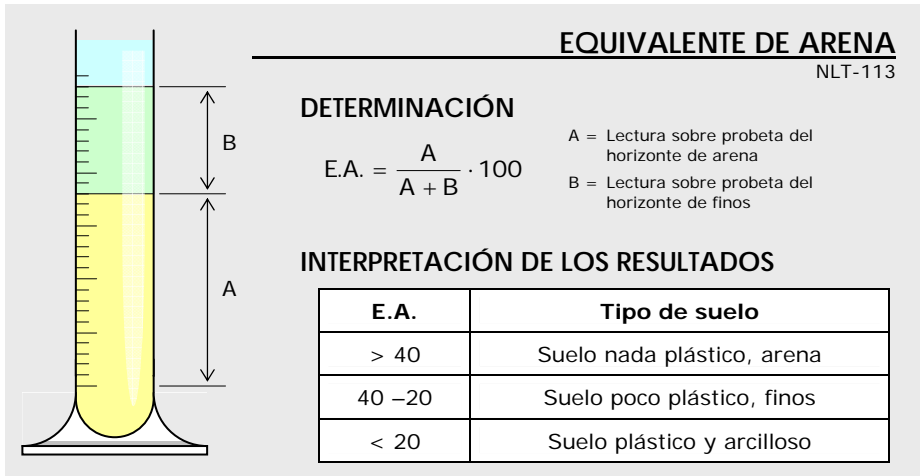 EQUIVALENTE DE ARENA
NLT-113
DETERMINACIÓN
E.A. = A / (A + B) · 100
A = Lectura sobre probeta del
horizonte de arena
B = Lectura sobre probeta del
horizonte de finos
B
A
INTERPRETACIÓN DE LOS RESULTADOS
E.A. Tipo de suelo
> 40 Suelo nada plástico, arena
40 –20 Suelo poco plástico, finos
< 20 Suelo plástico y arcilloso